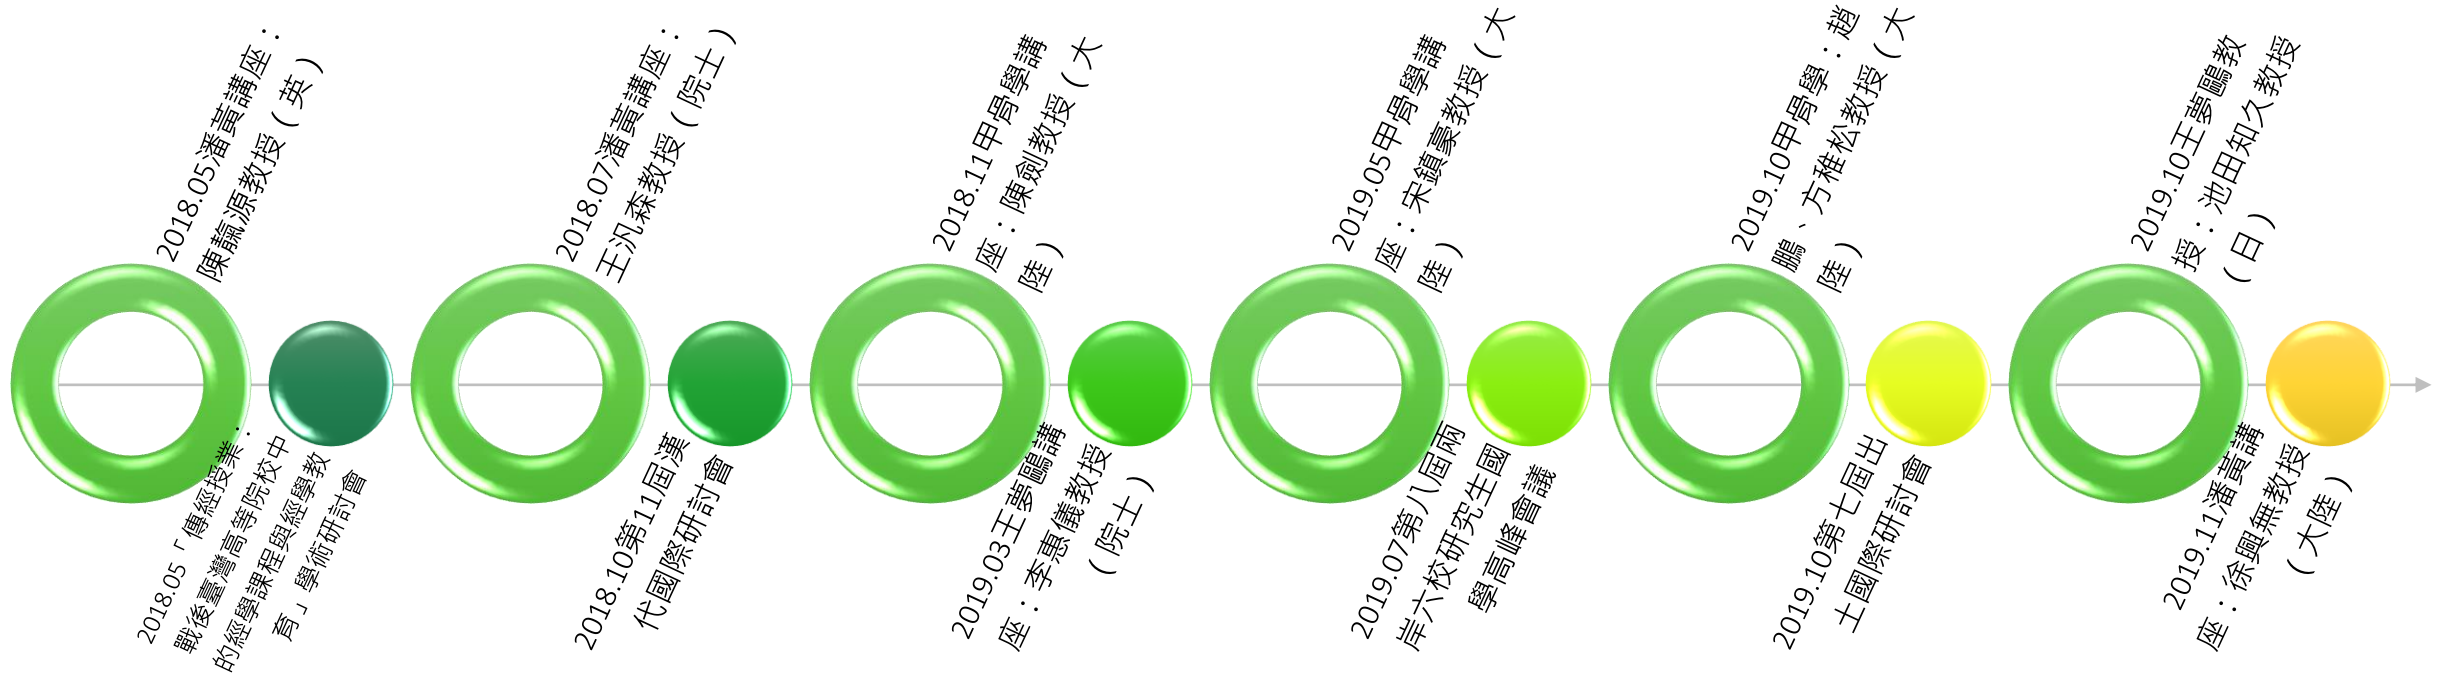 2018.05潘黃講座：
陳靝源教授（英）
2018.05「傳經授業：
戰後臺灣高等院校中
的經學課程與經學教
育」學術研討會
2018.07潘黃講座：
王汎森教授（院士）
2018.10第11屆漢
代國際研討會
2018.11甲骨學講
座：陳劍教授（大
陸）
2019.03王夢鷗講
座：李惠儀教授
（院士）
2019.05甲骨學講
座：宋鎮豪教授（大
陸）
2019.07第八屆兩
岸六校研究生國
學高峰會議
2019.10甲骨學：趙
鵬、方稚松教授（大
陸）
2019.10第七屆出
土國際研討會
2019.10王夢鷗教
授：池田知久教授
（日）
2019.11潘黃講
座：徐興無教授
（大陸）